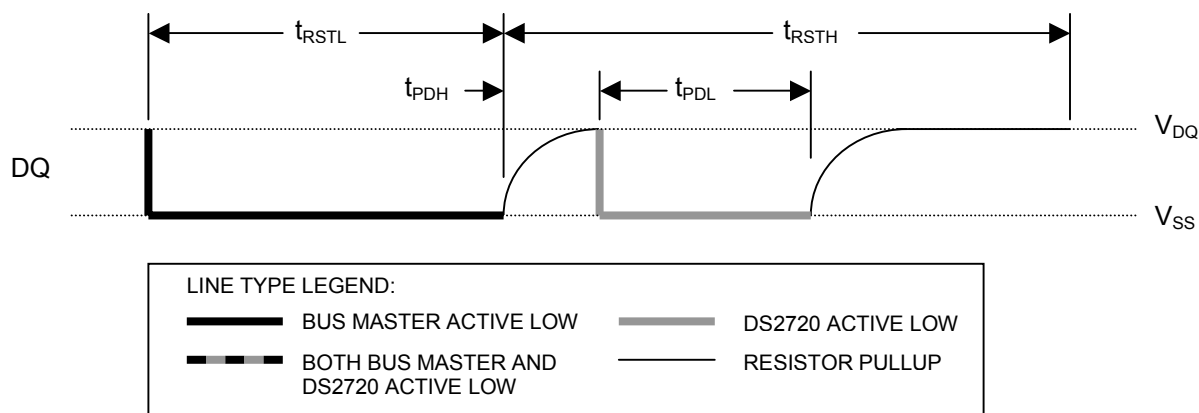 tRSTL
tRSTH
tPDH
tPDL
VDQ
DQ
VSS
LINE TYPE LEGEND:
BUS MASTER ACTIVE LOW
DS2720 ACTIVE LOW
BOTH BUS MASTER AND
DS2720 ACTIVE LOW
RESISTOR PULLUP